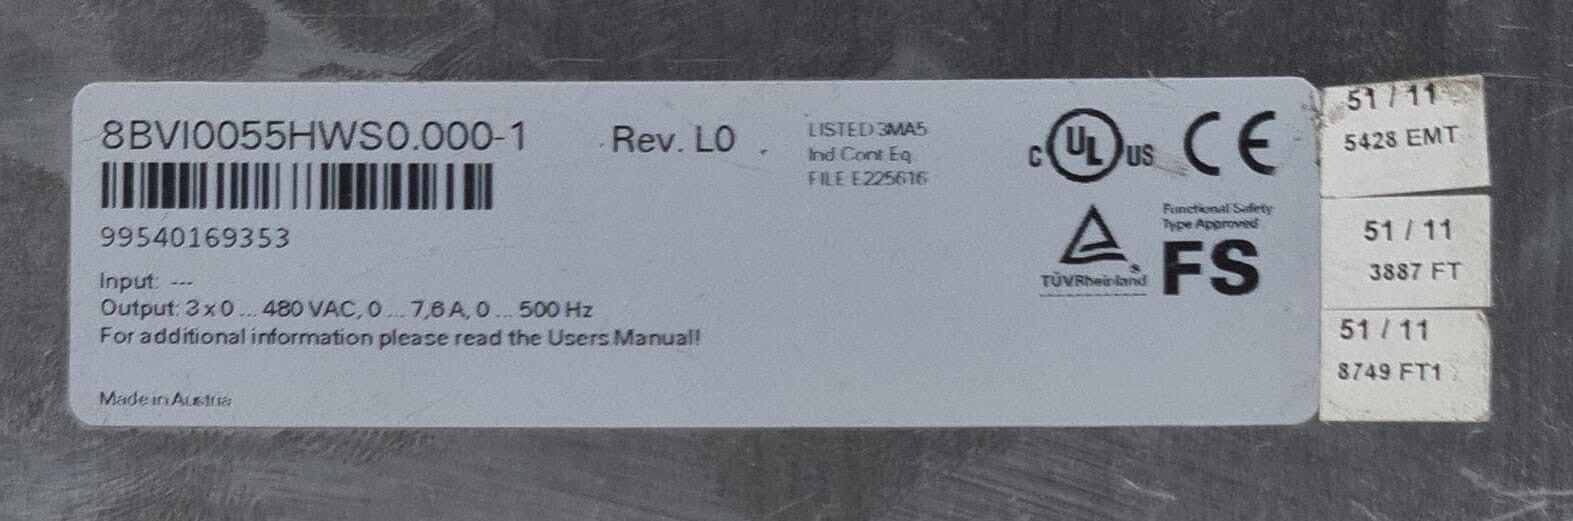 8BVI0055HWS0.000-1 Rev. L0
99540169353
Input: ---
Output: 3 x 0 ... 480 VAC, 0 ... 7,6 A, 0 ... 500 Hz
For additional information please read the Users Manual!
Made in Austria
LISTED 3MA5
Ind Cont Eq
FILE E225616
C UL US CE
TÜVRheinland®
Functional Safety
Type Approved
FS
51 / 11
5428 EMT
51 / 11
3887 FT
51 / 11
8749 FT1